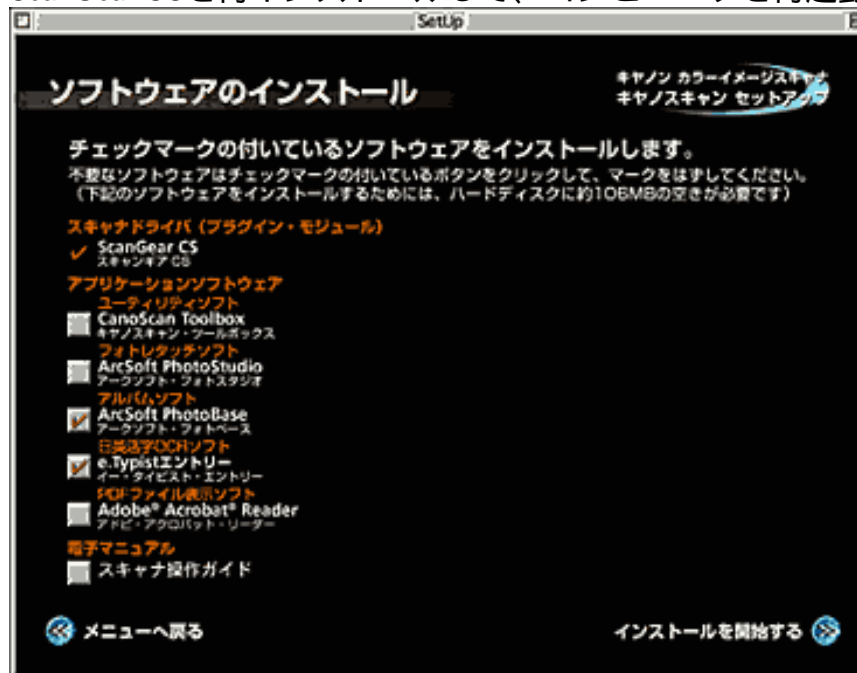 SetUp
ソフトウェアのインストール
キヤノン カラーイメージスキャナ
キヤノスキャン セットアップ
チェックマークの付いているソフトウェアをインストールします。
不要なソフトウェアはチェックマークの付いているボタンをクリックして、マークをはずしてください。
(下記のソフトウェアをインストールするためには、ハードディスクに約106MBの空きが必要です)
スキャナドライバ(プラグイン・モジュール)
ScanGear CS
スキャンギア CS
アプリケーションソフトウェア
ユーティリティソフト
CanoScan Toolbox
キヤノスキャン・ツールボックス
フォトレタッチソフト
ArcSoft PhotoStudio
アークソフト・フォトスタジオ
アルバムソフト
ArcSoft PhotoBase
アークソフト・フォトベース
日英活字OCRソフト
e.Typistエントリー
イー・タイピスト・エントリー
PDFファイル表示ソフト
Adobe® Acrobat® Reader
アドビ・アクロバット・リーダー
電子マニュアル
スキャナ操作ガイド
メニューへ戻る
インストールを開始する